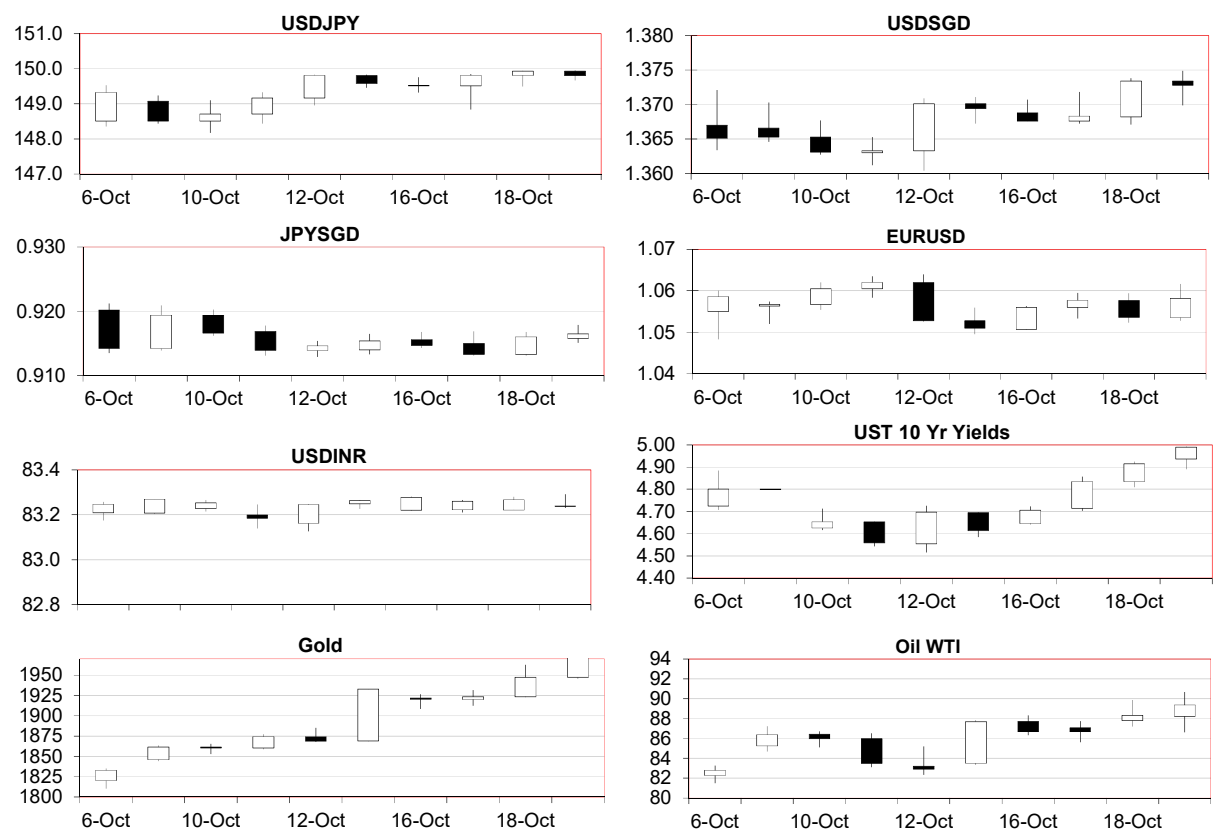 USDJPY
151.0
150.0
149.0
148.0
147.0
6-Oct 10-Oct 12-Oct 16-Oct 18-Oct
USDSGD
1.380
1.375
1.370
1.365
1.360
6-Oct 10-Oct 12-Oct 16-Oct 18-Oct
JPYSGD
0.930
0.920
0.910
6-Oct 10-Oct 12-Oct 16-Oct 18-Oct
EURUSD
1.07
1.06
1.05
1.04
6-Oct 10-Oct 12-Oct 16-Oct 18-Oct
USDINR
83.4
83.2
83.0
82.8
UST 10 Yr Yields
5.00
4.90
4.80
4.70
4.60
4.50
4.40
6-Oct 10-Oct 12-Oct 16-Oct 18-Oct
Gold
1950
1925
1900
1875
1850
1825
1800
6-Oct 10-Oct 12-Oct 16-Oct 18-Oct
Oil WTI
94
92
90
88
86
84
82
80
6-Oct 10-Oct 12-Oct 16-Oct 18-Oct